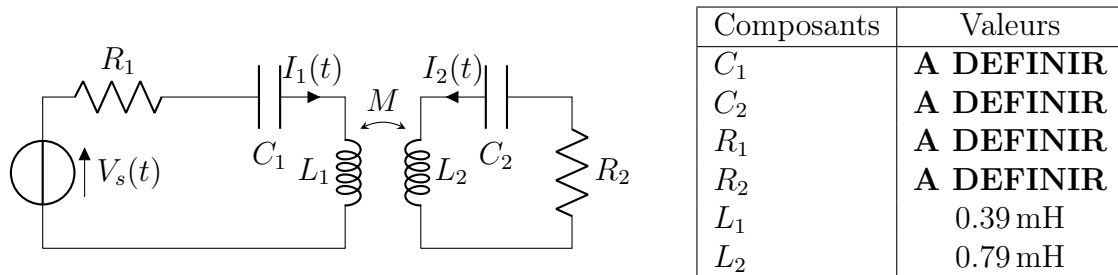 R₁
I₁(t)
I₂(t)
M
C₁
C₂
V_s(t)
L₁
L₂
R₂
Composants Valeurs
C₁ A DEFINIR
C₂ A DEFINIR
R₁ A DEFINIR
R₂ A DEFINIR
L₁ 0.39 mH
L₂ 0.79 mH